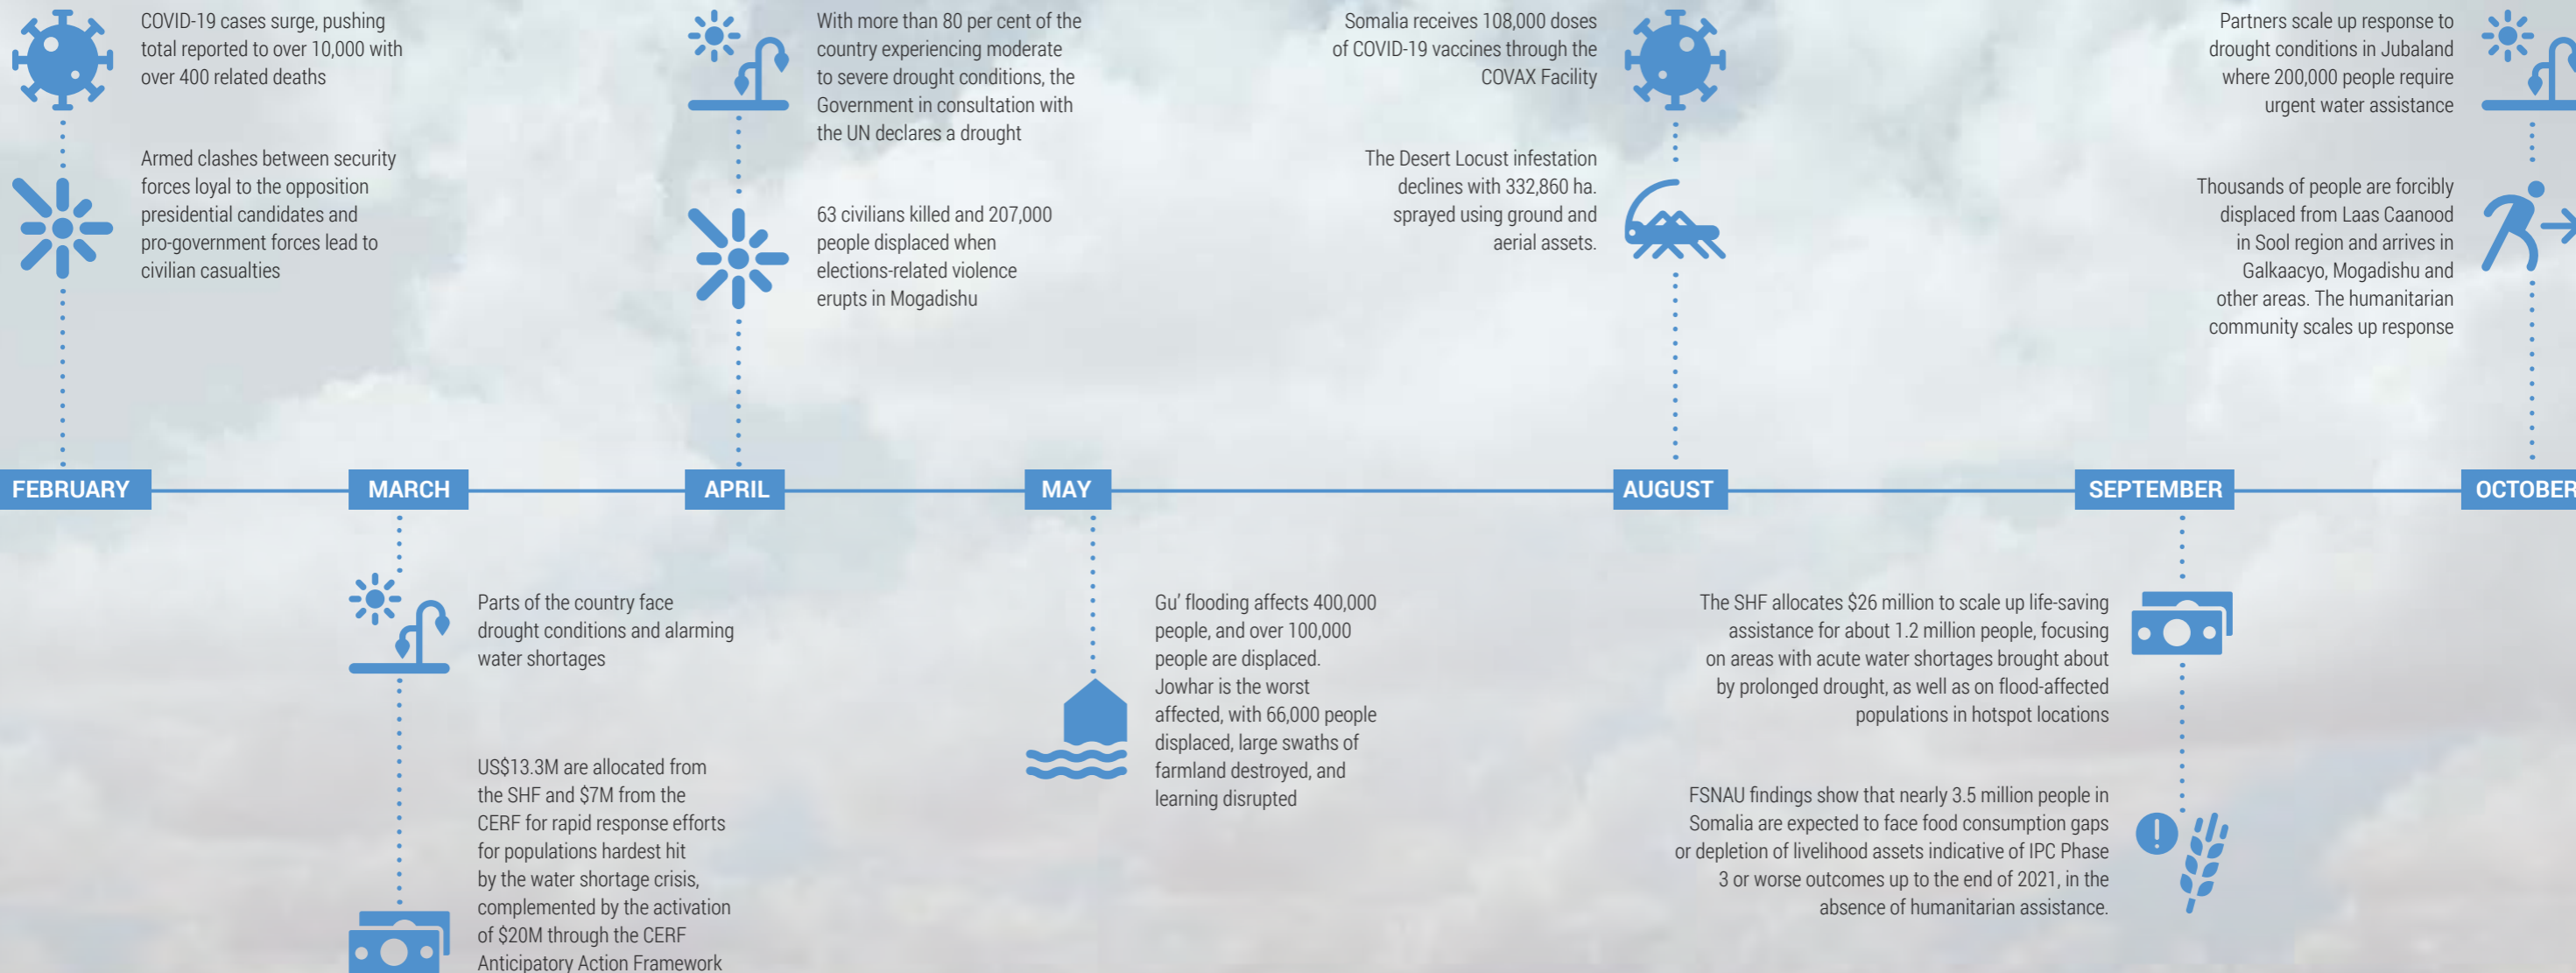 COVID-19 cases surge, pushing
total reported to over 10,000 with
over 400 related deaths
Armed clashes between security
forces loyal to the opposition
presidential candidates and
pro-government forces lead to
civilian casualties
With more than 80 per cent of the
country experiencing moderate
to severe drought conditions, the
Government in consultation with
the UN declares a drought
63 civilians killed and 207,000
people displaced when
elections-related violence
erupts in Mogadishu
Somalia receives 108,000 doses
of COVID-19 vaccines through the
COVAX Facility
The Desert Locust infestation
declines with 332,860 ha.
sprayed using ground and
aerial assets.
Partners scale up response to
drought conditions in Jubaland
where 200,000 people require
urgent water assistance
Thousands of people are forcibly
displaced from Laas Caanood
in Sool region and arrives in
Galkaacyo, Mogadishu and
other areas. The humanitarian
community scales up response
FEBRUARY
MARCH
APRIL
MAY
AUGUST
SEPTEMBER
OCTOBER
Parts of the country face
drought conditions and alarming
water shortages
US$13.3M are allocated from
the SHF and $7M from the
CERF for rapid response efforts
for populations hardest hit
by the water shortage crisis,
complemented by the activation
of $20M through the CERF
Anticipatory Action Framework
Gu’ flooding affects 400,000
people, and over 100,000
people are displaced.
Jowhar is the worst
affected, with 66,000 people
displaced, large swaths of
farmland destroyed, and
learning disrupted
The SHF allocates $26 million to scale up life-saving
assistance for about 1.2 million people, focusing
on areas with acute water shortages brought about
by prolonged drought, as well as on flood-affected
populations in hotspot locations
FSNAU findings show that nearly 3.5 million people in
Somalia are expected to face food consumption gaps
or depletion of livelihood assets indicative of IPC Phase
3 or worse outcomes up to the end of 2021, in the
absence of humanitarian assistance.